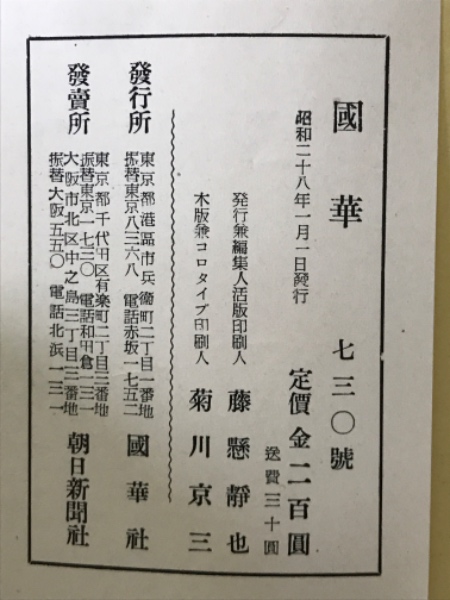 國華 七三〇號
昭和二十八年一月一日發行 定價金二百圓
送費三十圓
発行兼編集人活版印刷人 藤懸靜也
木版兼コロタイプ印刷人 菊川京三
發行所 東京都港區市兵衞町二丁目一番地 國華社
振替東京八三六八 電話赤坂一七五二
發賣所 東京都千代田区有楽町二丁目三番地 朝日新聞社
振替東京一七三〇 電話和田倉一三一
大阪市北区中之島三丁目三番地
振替大阪五五〇 電話北浜一三一